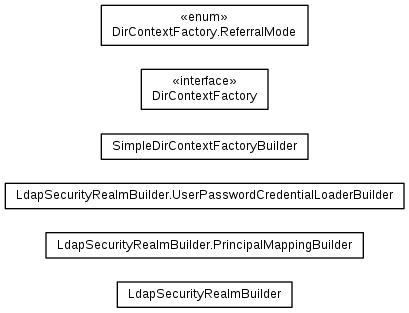 «enum»
DirContextFactory.ReferralMode
«interface»
DirContextFactory
SimpleDirContextFactoryBuilder
LdapSecurityRealmBuilder.UserPasswordCredentialLoaderBuilder
LdapSecurityRealmBuilder.PrincipalMappingBuilder
LdapSecurityRealmBuilder